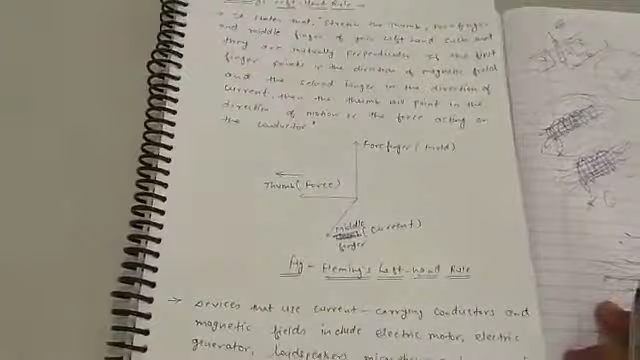 Left-Hand Rule →
→ It states that "Stretch the thumb, forefinger
and middle finger of your left hand such that
they are mutually perpendicular. If the first
finger points in the direction of magnetic field
and the second finger in the direction of
current, then the thumb will point in the
direction of motion or the force acting on
the conductor"
Forefinger (
Thumb (Force)
Middle (Current)
finger
Fig - Fleming's Left-hand Rule
→ Devices that use current-carrying conductors and
magnetic fields include electric motor, electric
generator, loudspeakers